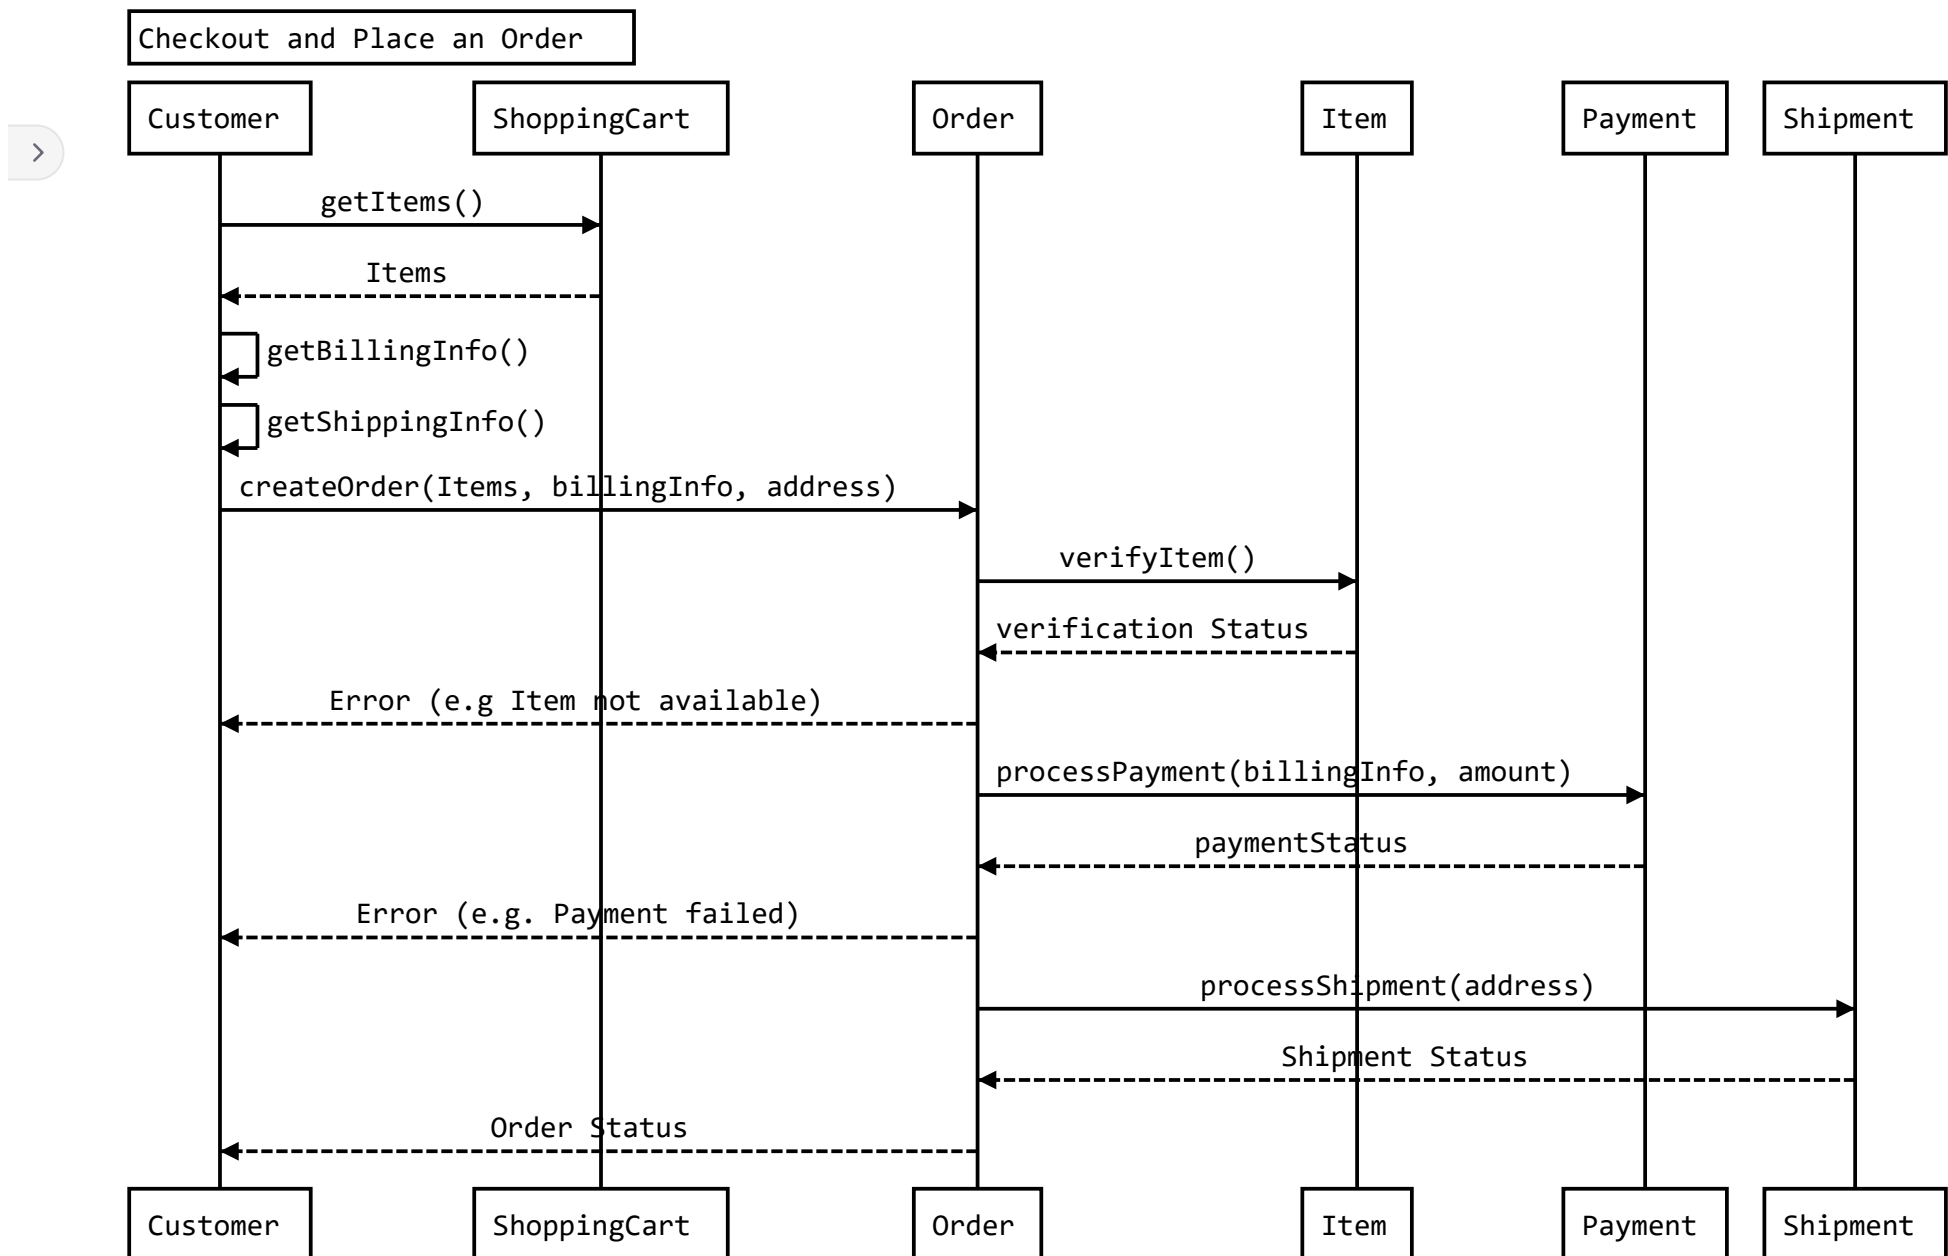 Checkout and Place an Order
Customer
ShoppingCart
Order
Item
Payment
Shipment
getItems()
Items
getBillingInfo()
getShippingInfo()
createOrder(Items, billingInfo, address)
verifyItem()
verification Status
Error (e.g Item not available)
processPayment(billingInfo, amount)
paymentStatus
Error (e.g. Payment failed)
processShipment(address)
Shipment Status
Order Status
Customer
ShoppingCart
Order
Item
Payment
Shipment